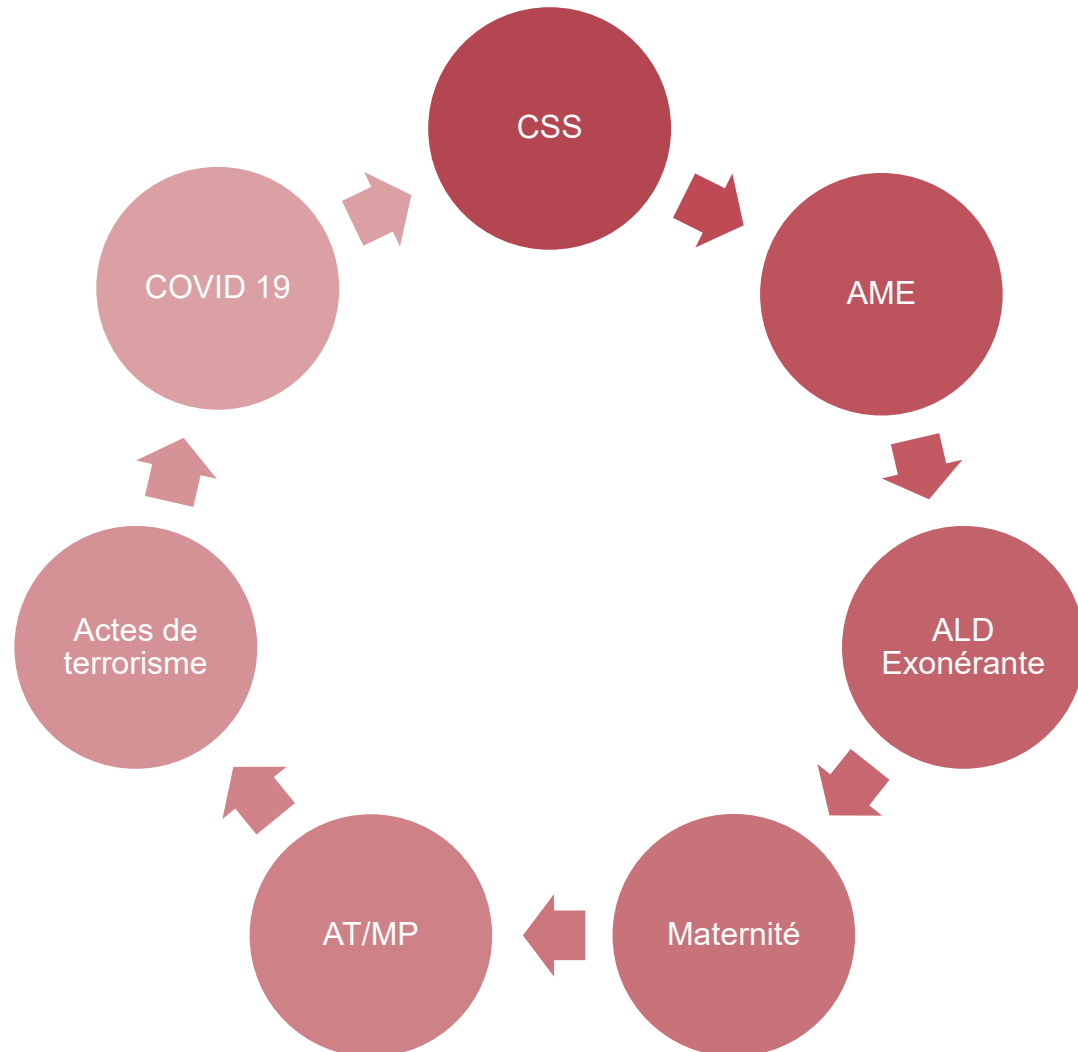 CSS
AME
ALD
Exonérante
Maternité
AT/MP
Actes de
terrorisme
COVID 19